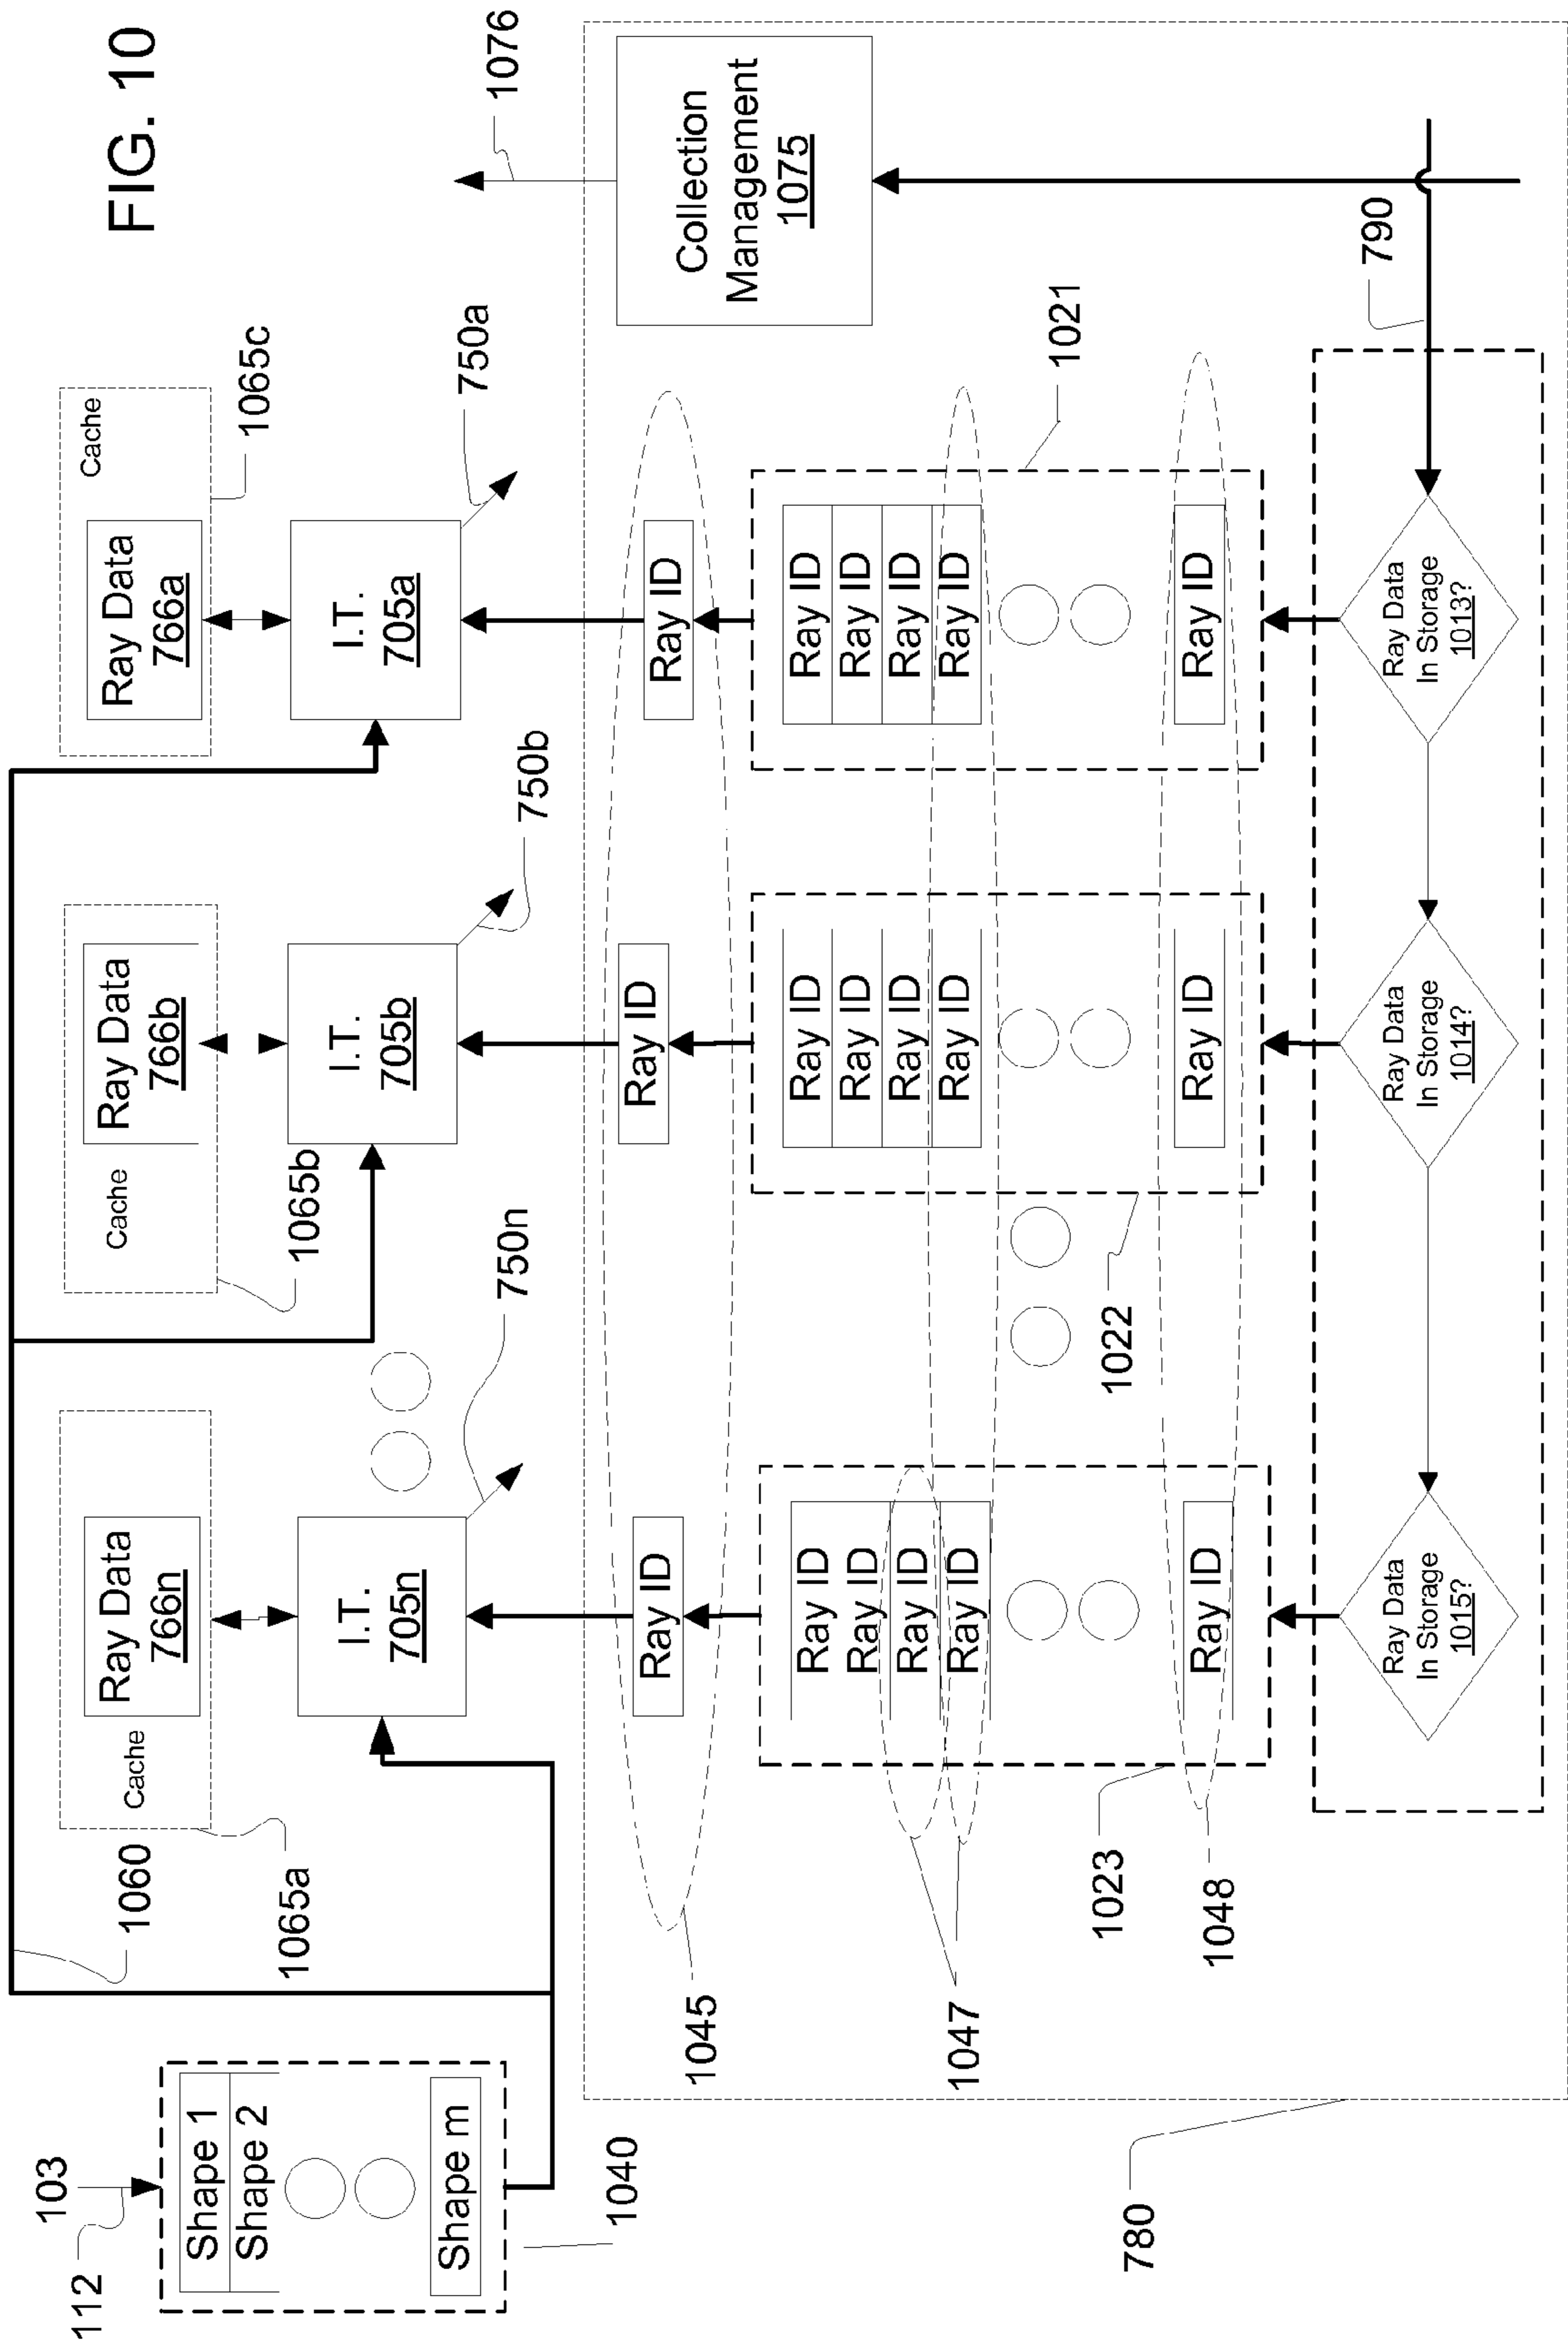 FIG. 10
103
112
Shape 1
Shape 2
Shape m
1040
1060
1065a
Cache
Ray Data
766n
I.T.
705n
750n
1065b
Cache
Ray Data
766b
I.T.
705b
750b
Cache
1065c
Ray Data
766a
I.T.
705a
750a
1076
Collection
Management
1075
1045
Ray ID
Ray ID
Ray ID
1047
1023
1048
Ray ID
Ray ID
Ray ID
Ray ID
Ray ID
1022
Ray ID
Ray ID
Ray ID
Ray ID
Ray ID
1021
Ray ID
Ray ID
Ray ID
Ray ID
Ray ID
790
780
Ray Data
In Storage
1015?
Ray Data
In Storage
1014?
Ray Data
In Storage
1013?